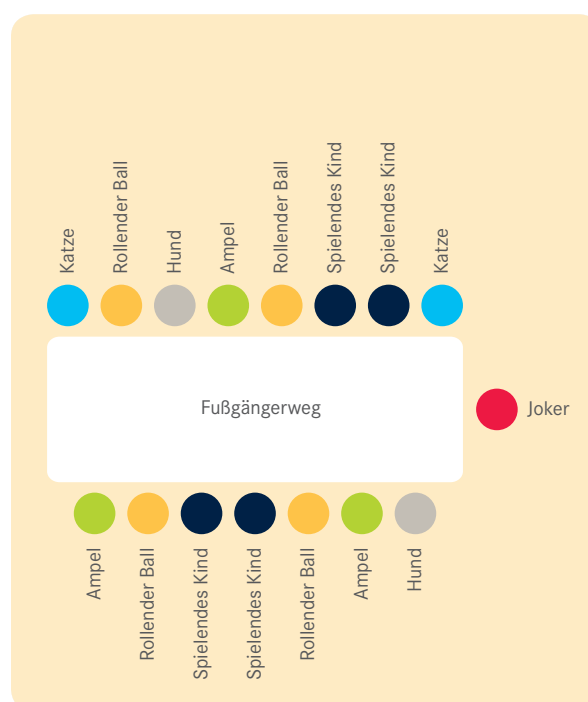 Katze
Rollender Ball
Hund
Ampel
Rollender Ball
Spielendes Kind
Spielendes Kind
Katze
Fußgängerweg
Joker
Ampel
Rollender Ball
Spielendes Kind
Spielendes Kind
Rollender Ball
Ampel
Hund